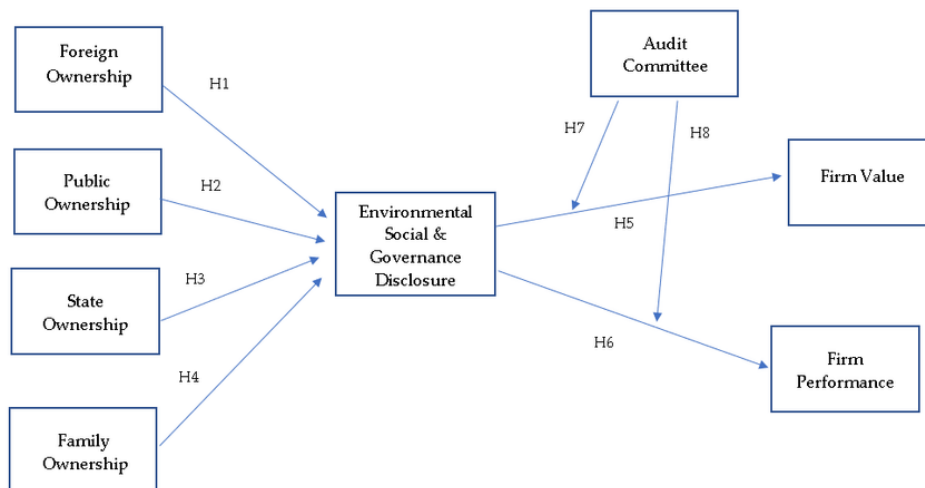 Foreign
Ownership
H1
Public
Ownership
H2
State
Ownership
H3
Family
Ownership
H4
Environmental
Social &
Governance
Disclosure
Audit
Committee
H7
H8
H5
Firm Value
H6
Firm
Performance